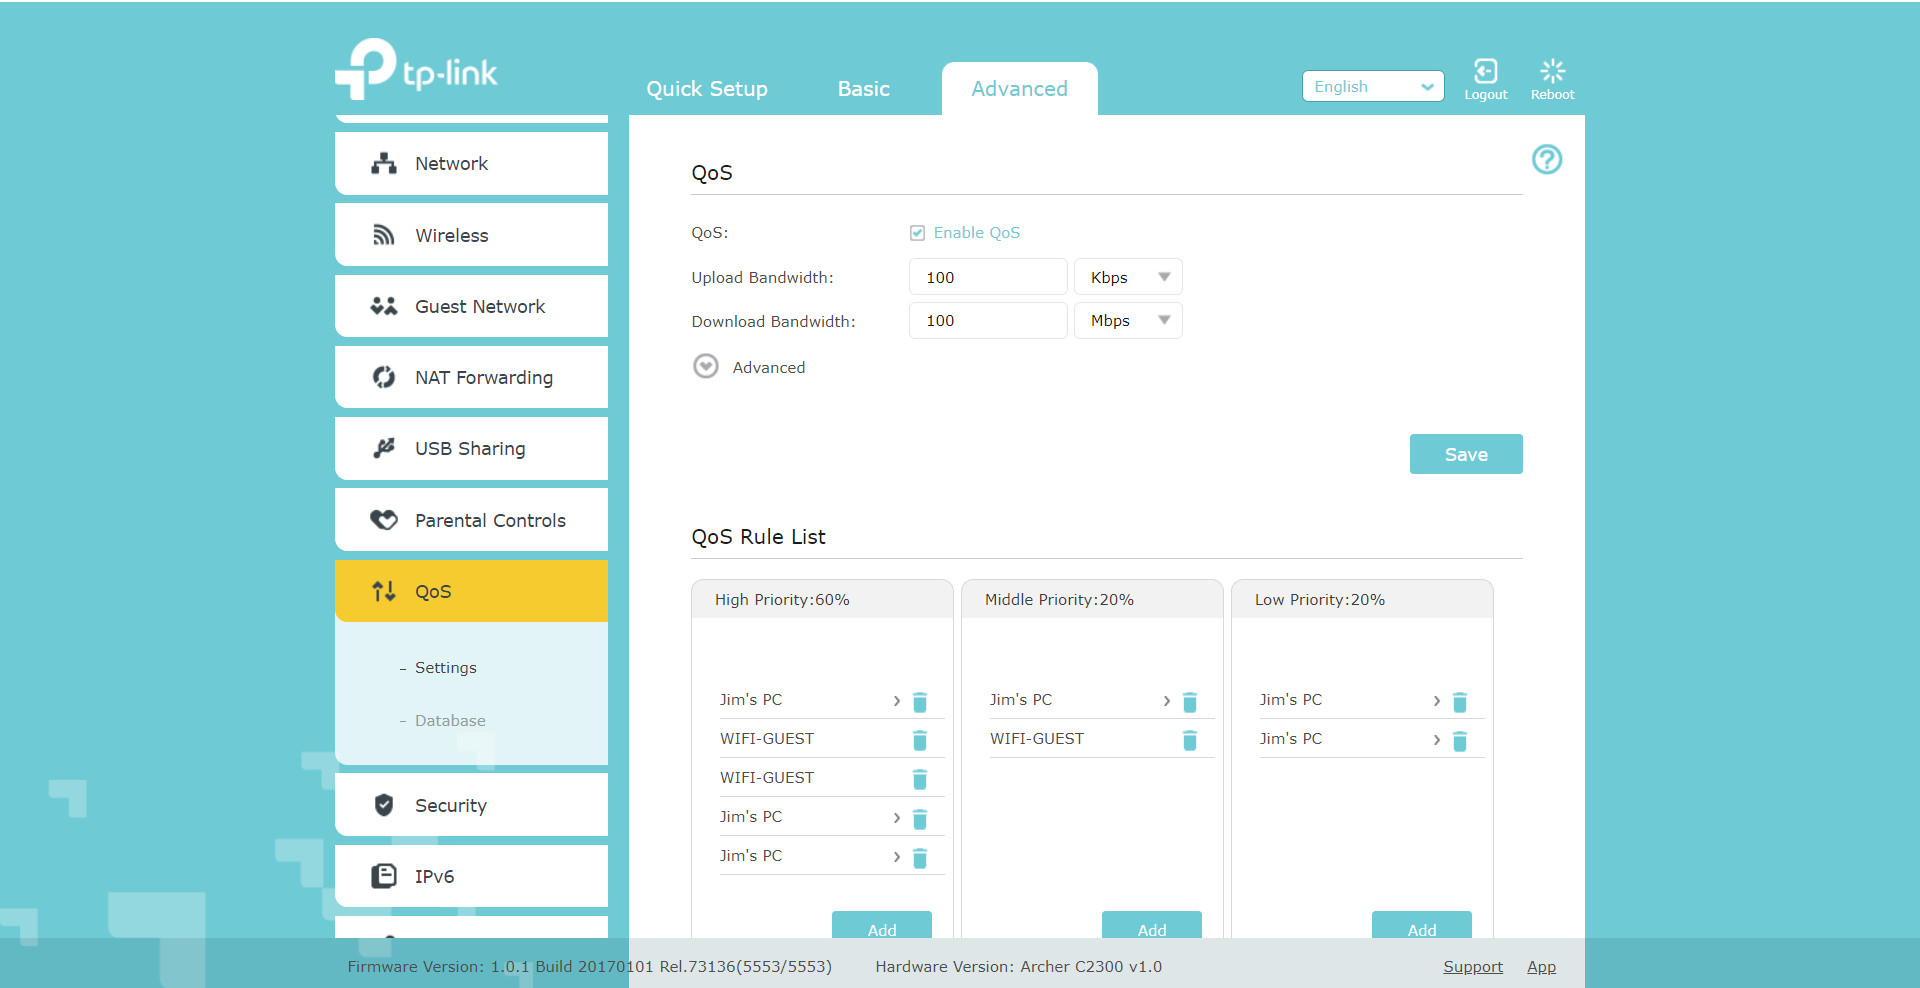 tp-link
Quick Setup
Basic
Advanced
English
Logout
Reboot
Network
Wireless
Guest Network
NAT Forwarding
USB Sharing
Parental Controls
QoS
- Settings
- Database
Security
IPv6
QoS
QoS:
Enable QoS
Upload Bandwidth:
100
Kbps
Download Bandwidth:
100
Mbps
Advanced
Save
QoS Rule List
High Priority:60%
Jim's PC
WIFI-GUEST
WIFI-GUEST
Jim's PC
Jim's PC
Add
Middle Priority:20%
Jim's PC
WIFI-GUEST
Add
Low Priority:20%
Jim's PC
Jim's PC
Add
Firmware Version: 1.0.1 Build 20170101 Rel.73136(5553/5553)
Hardware Version: Archer C2300 v1.0
Support
App